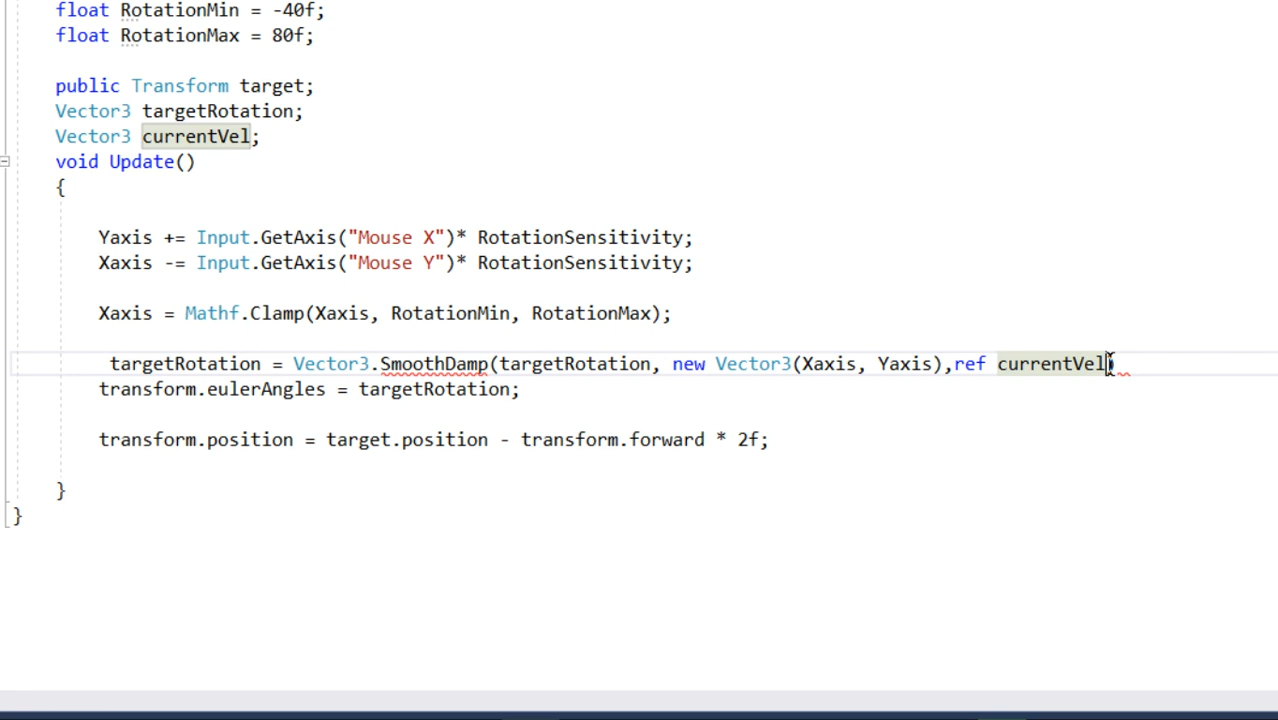 float RotationMin = -40f;
float RotationMax = 80f;
public Transform target;
Vector3 targetRotation;
Vector3 currentVel;
void Update()
{
Yaxis += Input.GetAxis("Mouse X")* RotationSensitivity;
Xaxis -= Input.GetAxis("Mouse Y")* RotationSensitivity;
Xaxis = Mathf.Clamp(Xaxis, RotationMin, RotationMax);
targetRotation = Vector3.SmoothDamp(targetRotation, new Vector3(Xaxis, Yaxis),ref currentVel)
transform.eulerAngles = targetRotation;
transform.position = target.position - transform.forward * 2f;
}
}